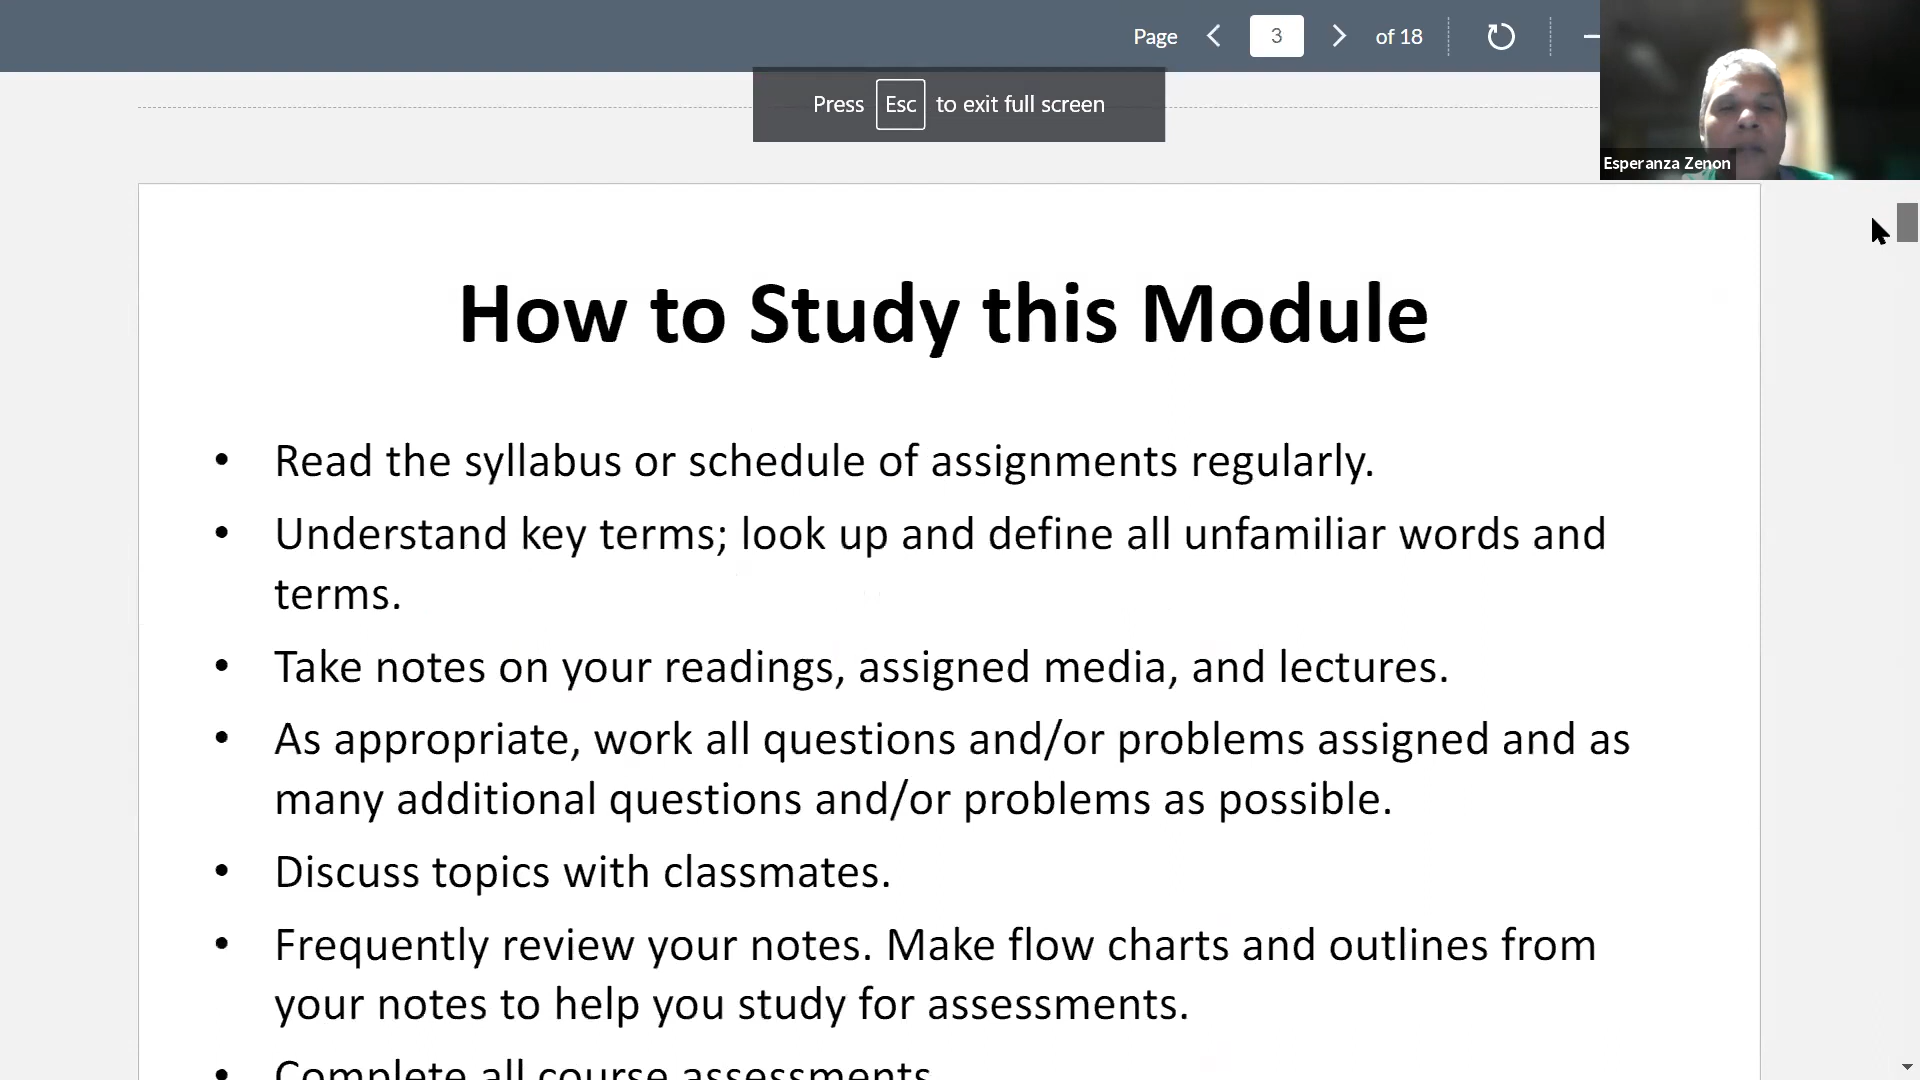 Page 3 of 18
Press Esc to exit full screen
Esperanza Zenon
How to Study this Module
• Read the syllabus or schedule of assignments regularly.
• Understand key terms; look up and define all unfamiliar words and
terms.
• Take notes on your readings, assigned media, and lectures.
• As appropriate, work all questions and/or problems assigned and as
many additional questions and/or problems as possible.
• Discuss topics with classmates.
• Frequently review your notes. Make flow charts and outlines from
your notes to help you study for assessments.
• Complete all course assessments.